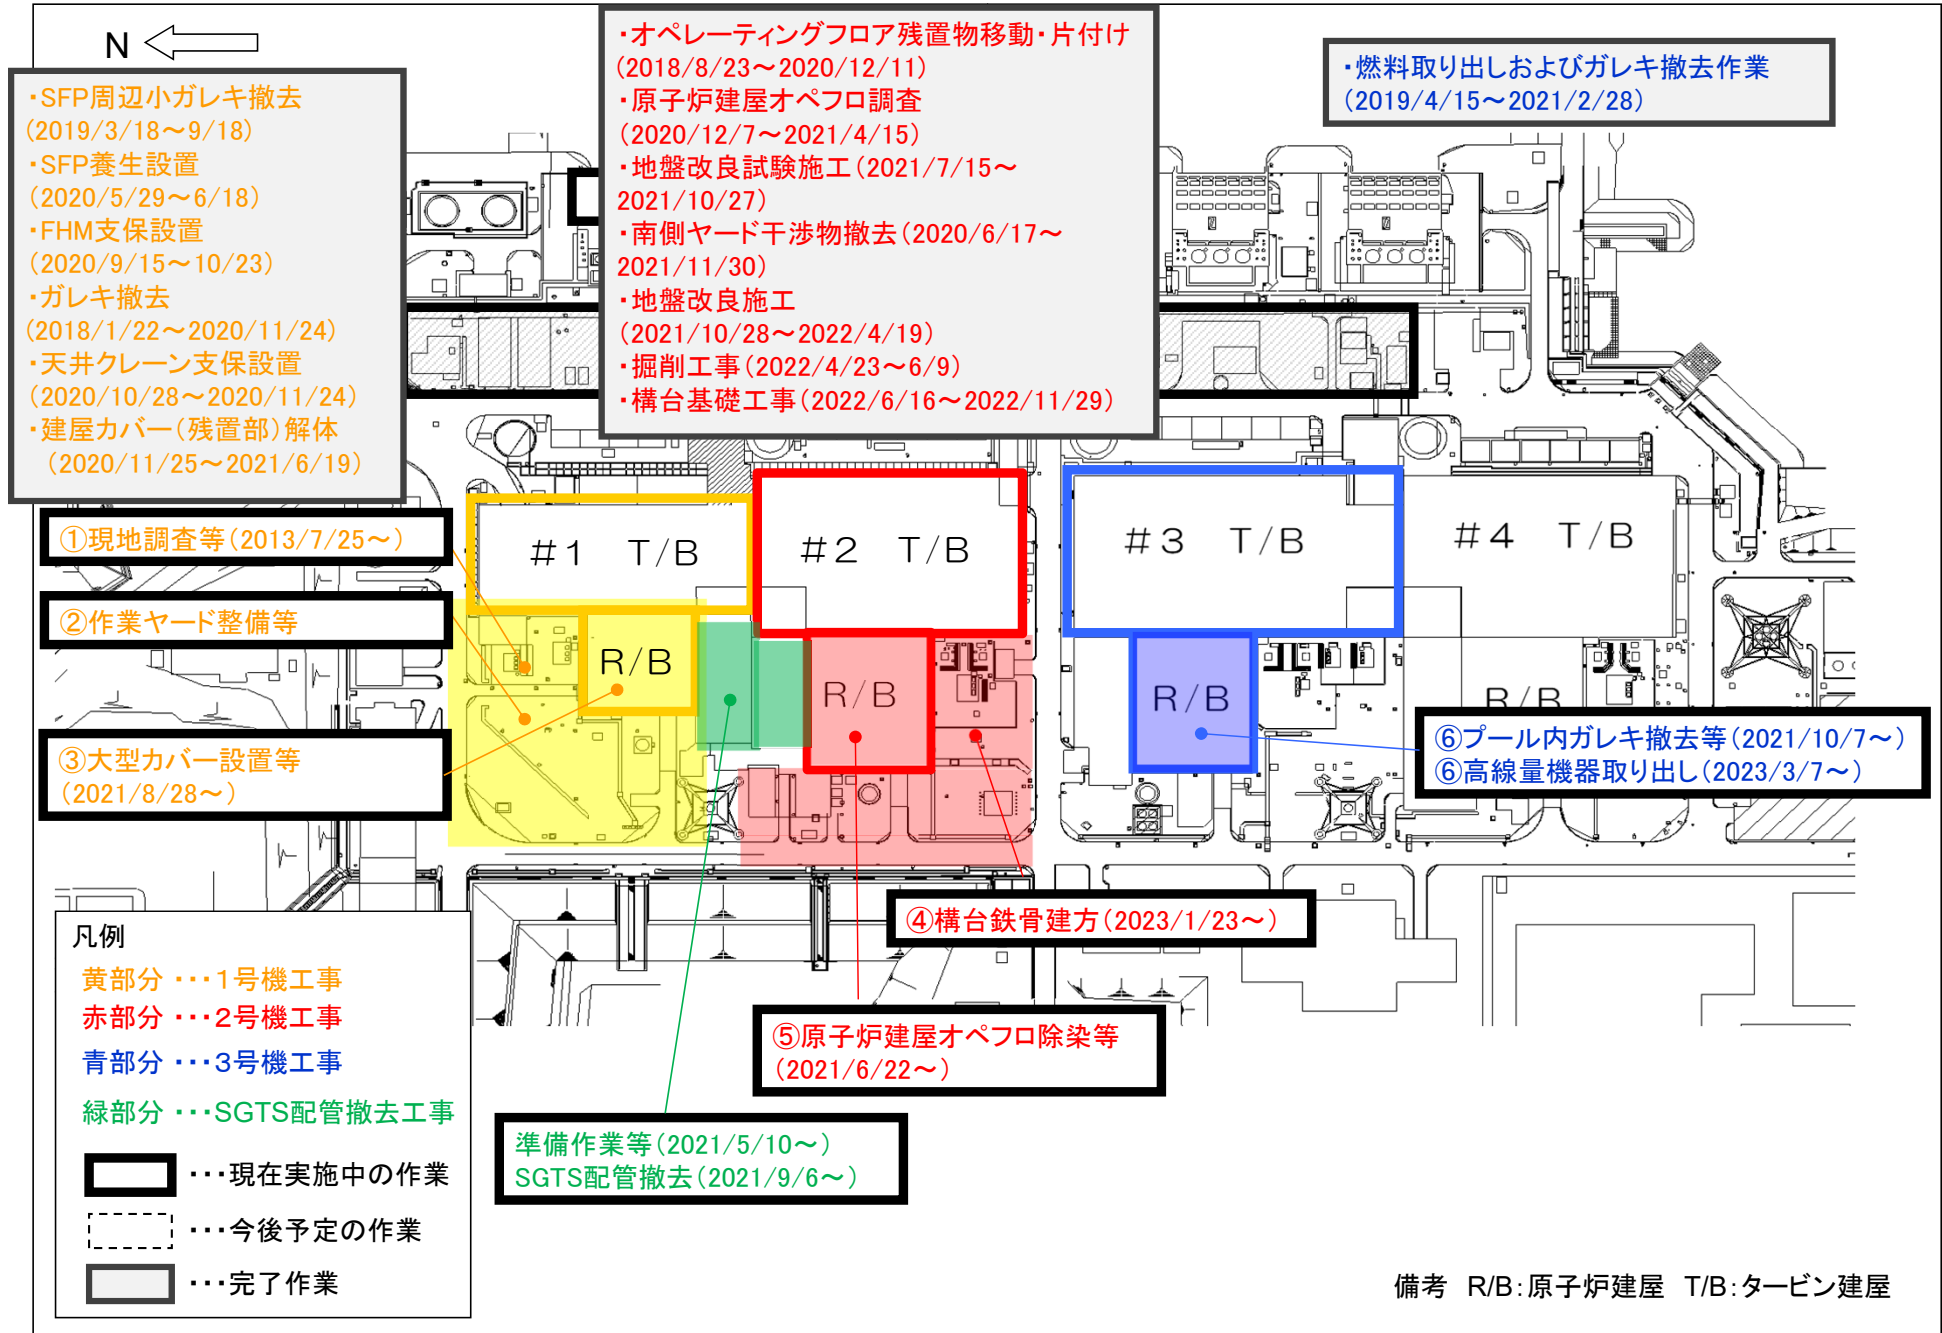 N
・SFP周辺小ガレキ撤去
(2019/3/18～9/18)
・SFP養生設置
(2020/5/29～6/18)
・FHM支保設置
(2020/9/15～10/23)
・ガレキ撤去
(2018/1/22～2020/11/24)
・天井クレーン支保設置
(2020/10/28～2020/11/24)
・建屋カバー(残置部)解体
(2020/11/25～2021/6/19)
・オペレーティングフロア残置物移動・片付け
(2018/8/23～2020/12/11)
・原子炉建屋オペフロ調査
(2020/12/7～2021/4/15)
・地盤改良試験施工(2021/7/15～
2021/10/27)
・南側ヤード干渉物撤去(2020/6/17～
2021/11/30)
・地盤改良施工
(2021/10/28～2022/4/19)
・掘削工事(2022/4/23～6/9)
・構台基礎工事(2022/6/16～2022/11/29)
・燃料取り出しおよびガレキ撤去作業
(2019/4/15～2021/2/28)
①現地調査等(2013/7/25～)
②作業ヤード整備等
③大型カバー設置等
(2021/8/28～)
#1 T/B
#2 T/B
#3 T/B
#4 T/B
R/B
R/B
R/B
R/B
⑥プール内ガレキ撤去等(2021/10/7～)
⑥高線量機器取り出し(2023/3/7～)
④構台鉄骨建方(2023/1/23～)
⑤原子炉建屋オペフロ除染等
(2021/6/22～)
準備作業等(2021/5/10～)
SGTS配管撤去(2021/9/6～)
凡例
黄部分 ・・・1号機工事
赤部分 ・・・2号機工事
青部分 ・・・3号機工事
緑部分 ・・・SGTS配管撤去工事
・・・現在実施中の作業
・・・今後予定の作業
・・・完了作業
備考 R/B:原子炉建屋 T/B:タービン建屋